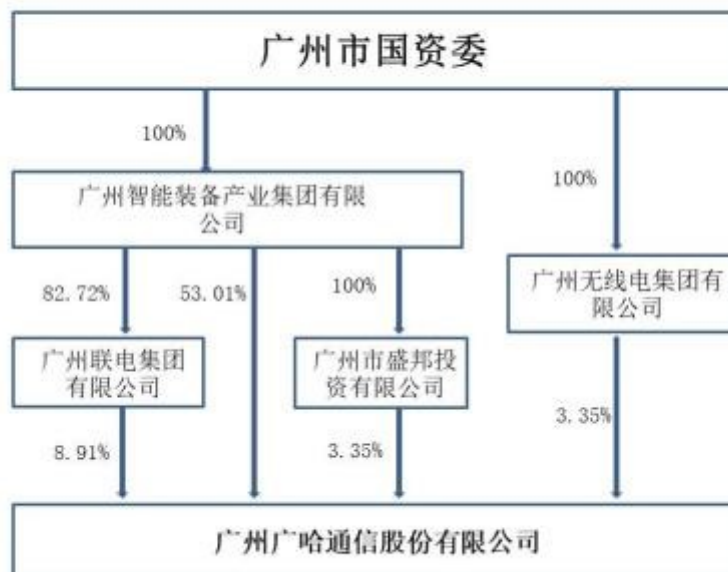 广州市国资委
100%
广州智能装备产业集团有限
公司
100%
82.72%
53.01%
100%
广州无线电集团有
限公司
广州联电集团
有限公司
广州市盛邦投
资有限公司
8.91%
3.35%
3.35%
广州广哈通信股份有限公司